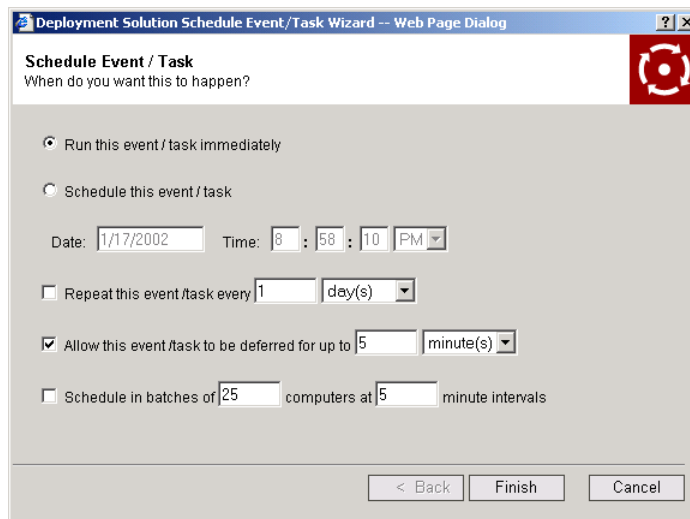 Deployment Solution Schedule Event/Task Wizard -- Web Page Dialog
Schedule Event / Task
When do you want this to happen?
Run this event / task immediately
Schedule this event / task
Date: 1/17/2002 Time: 8 : 58 : 10 PM
Repeat this event /task every 1 day(s)
Allow this event /task to be deferred for up to 5 minute(s)
Schedule in batches of 25 computers at 5 minute intervals
< Back Finish Cancel